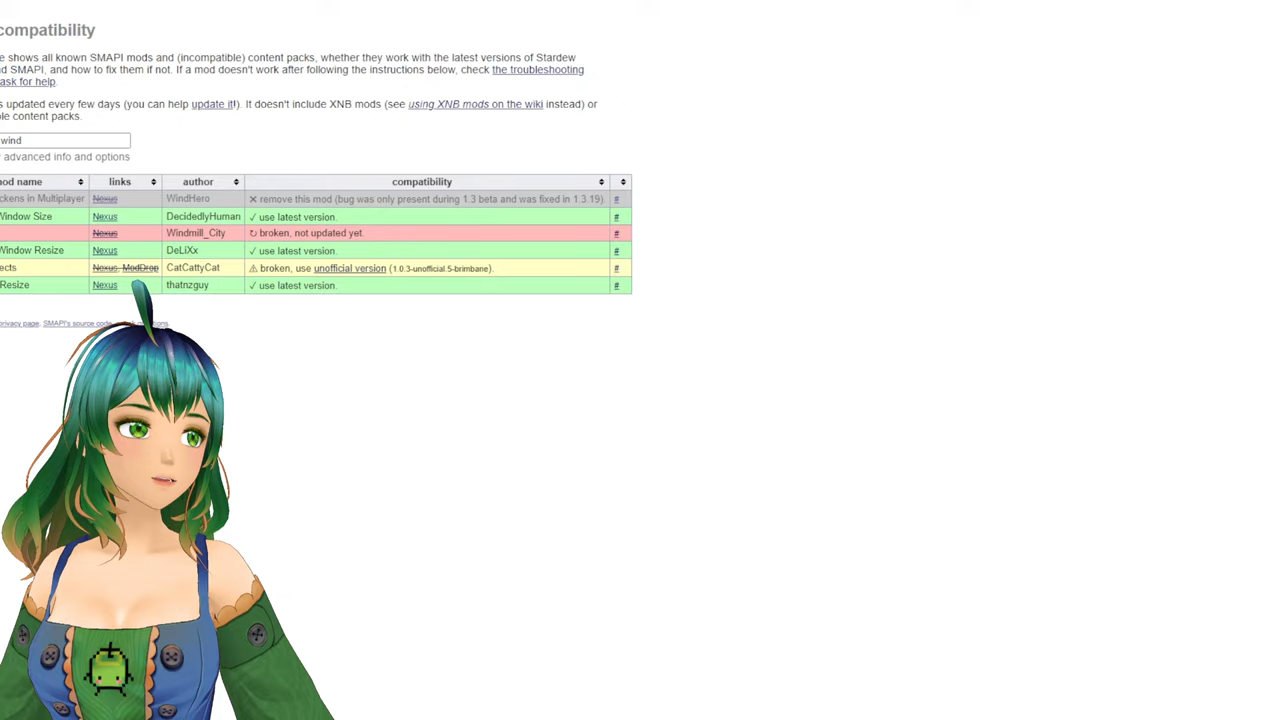 compatibility
e shows all known SMAPI mods and (incompatible) content packs, whether they work with the latest versions of Stardew
d SMAPI, and how to fix them if not. If a mod doesn't work after following the instructions below, check the troubleshooting
ask for help.
s updated every few days (you can help update it!). It doesn't include XNB mods (see using XNB mods on the wiki instead) or
le content packs.
wind
advanced info and options
mod name links author compatibility
ckens in Multiplayer Nexus WindHero ✕ remove this mod (bug was only present during 1.3 beta and was fixed in 1.3.19). #
Window Size Nexus DecidedlyHuman ✓ use latest version. #
Nexus Windmill_City ↻ broken, not updated yet. #
Window Resize Nexus DeLiXx ✓ use latest version. #
ects Nexus, ModDrop CatCattyCat ⚠ broken, use unofficial version (1.0.3-unofficial.5-brimbane). #
Resize Nexus thatnzguy ✓ use latest version. #
privacy page, SMAPI's source code,